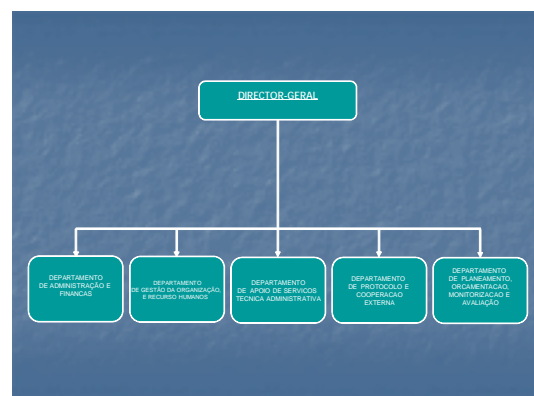 DIRECTOR-GERAL
DEPARTAMENTO
DE ADMINISTRAÇÃO E
FINANCAS
DEPARTAMENTO
DE GESTÃO DA ORGANIZAÇÃO,
E RECURSO HUMANOS
DEPARTAMENTO
DE APOIO DE SERVICOS
TECNICA ADMINISTRATIVA
DEPARTAMENTO
DE PROTOCOLO E
COOPERACAO
EXTERNA
DEPARTAMENTO
DE PLANEAMENTO,
ORCAMENTACAO,
MONITORIZACAO E
AVALIAÇÃO